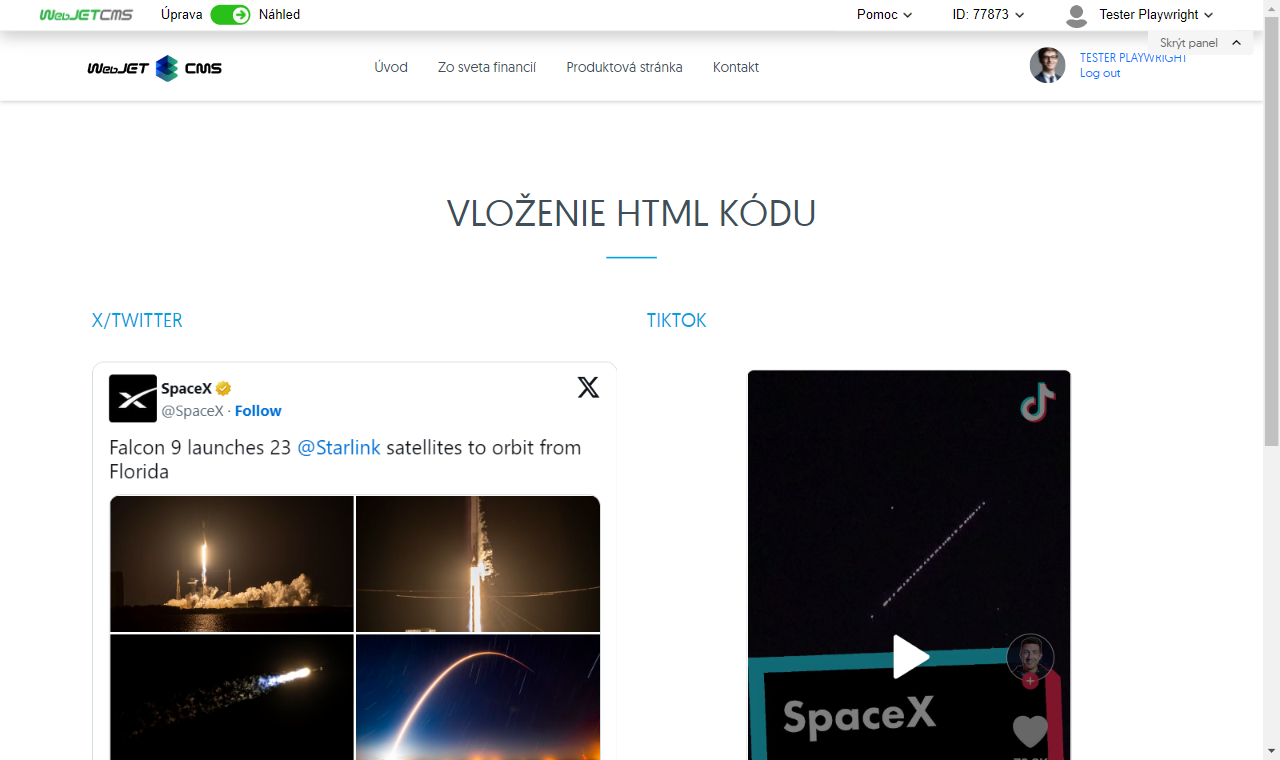 WebJETCMS Úprava Náhled Pomoc ID: 77873 Tester Playwright
Skrýt panel
WebJET CMS Úvod Zo sveta financií Produktová stránka Kontakt TESTER PLAYWRIGHT
Log out
VLOŽENIE HTML KÓDU
X/TWITTER
SpaceX
@SpaceX · Follow
Falcon 9 launches 23 @Starlink satellites to orbit from
Florida
TIKTOK
SpaceX